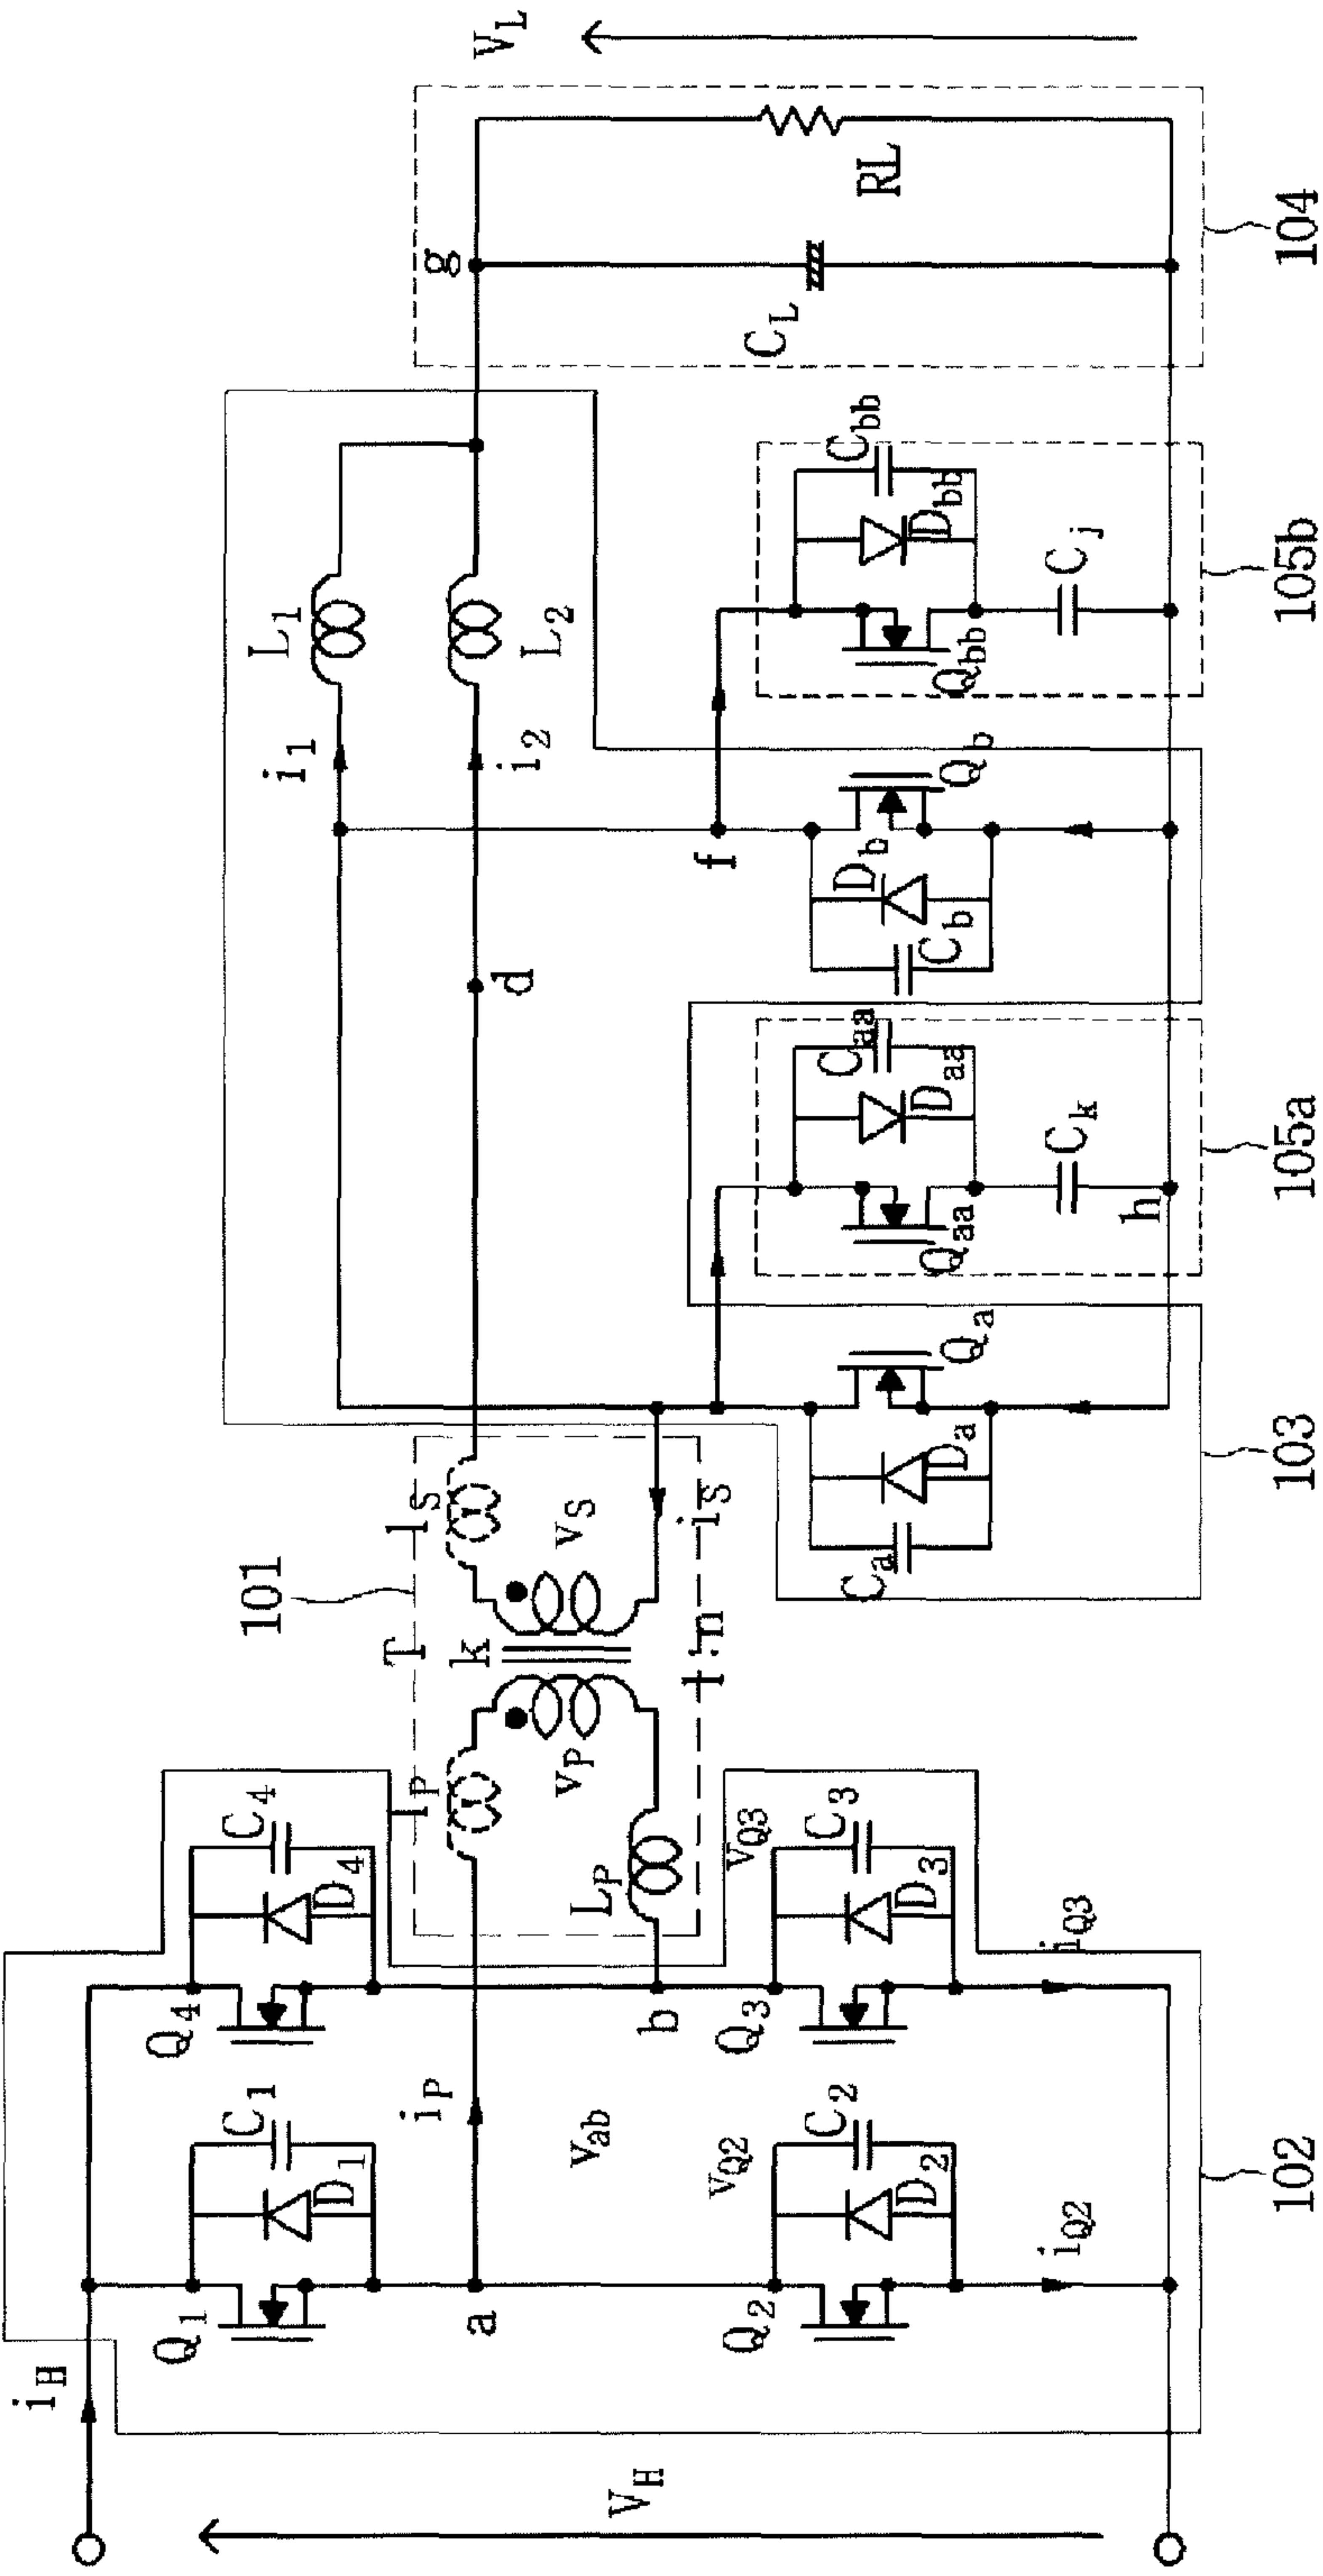 i_H
V_H
Q_1
D_1
C_1
Q_4
D_4
C_4
a
i_P
b
v_ab
Q_2
v_Q2
D_2
C_2
i_Q2
Q_3
v_Q3
D_3
C_3
i_Q3
102
101
T
k
l_P
l_S
v_P
v_S
L_P
1:n
i_S
C_a
D_a
Q_a
103
Q_aa
D_aa
C_aa
C_k
h
105a
d
f
C_b
D_b
Q_b
Q_bb
D_bb
C_bb
C_j
105b
i_1
L_1
i_2
L_2
g
C_L
RL
104
V_L